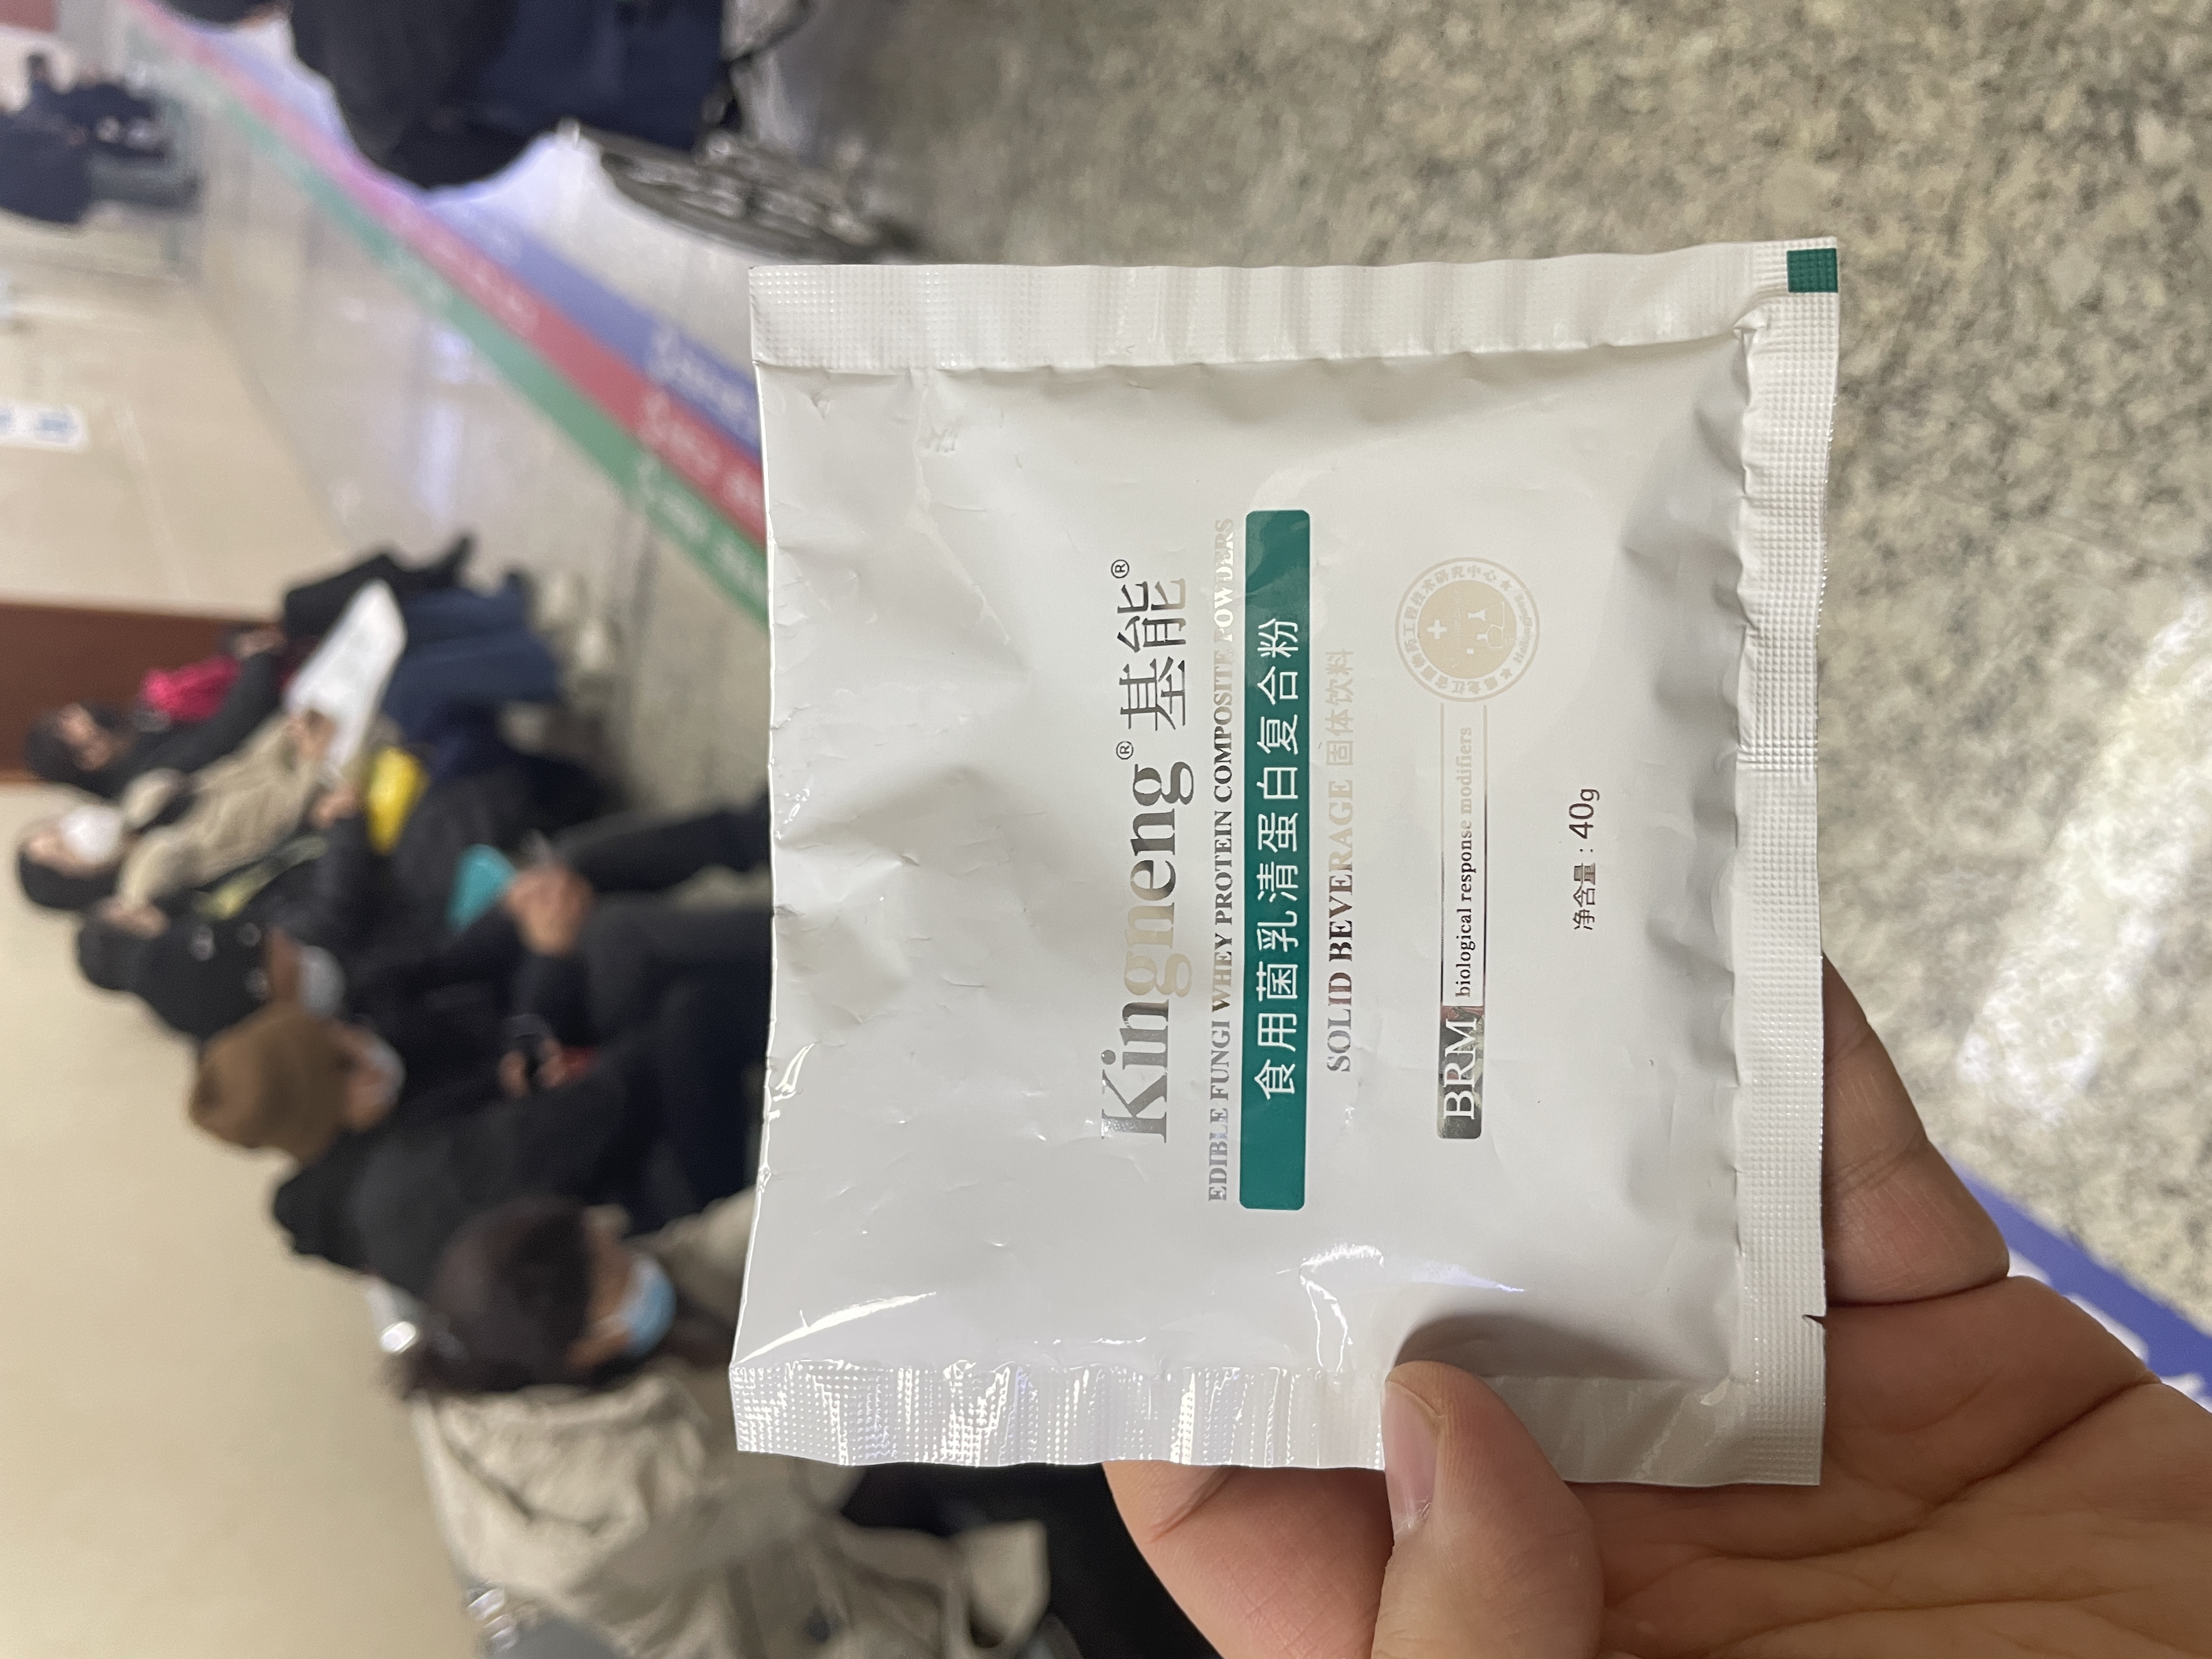 Kingneng® 基能®
EDIBLE FUNGI WHEY PROTEIN COMPOSITE POWDERS
食用菌乳清蛋白复合粉
SOLID BEVERAGE 固体饮料
BRM biological response modifiers
净含量：40g